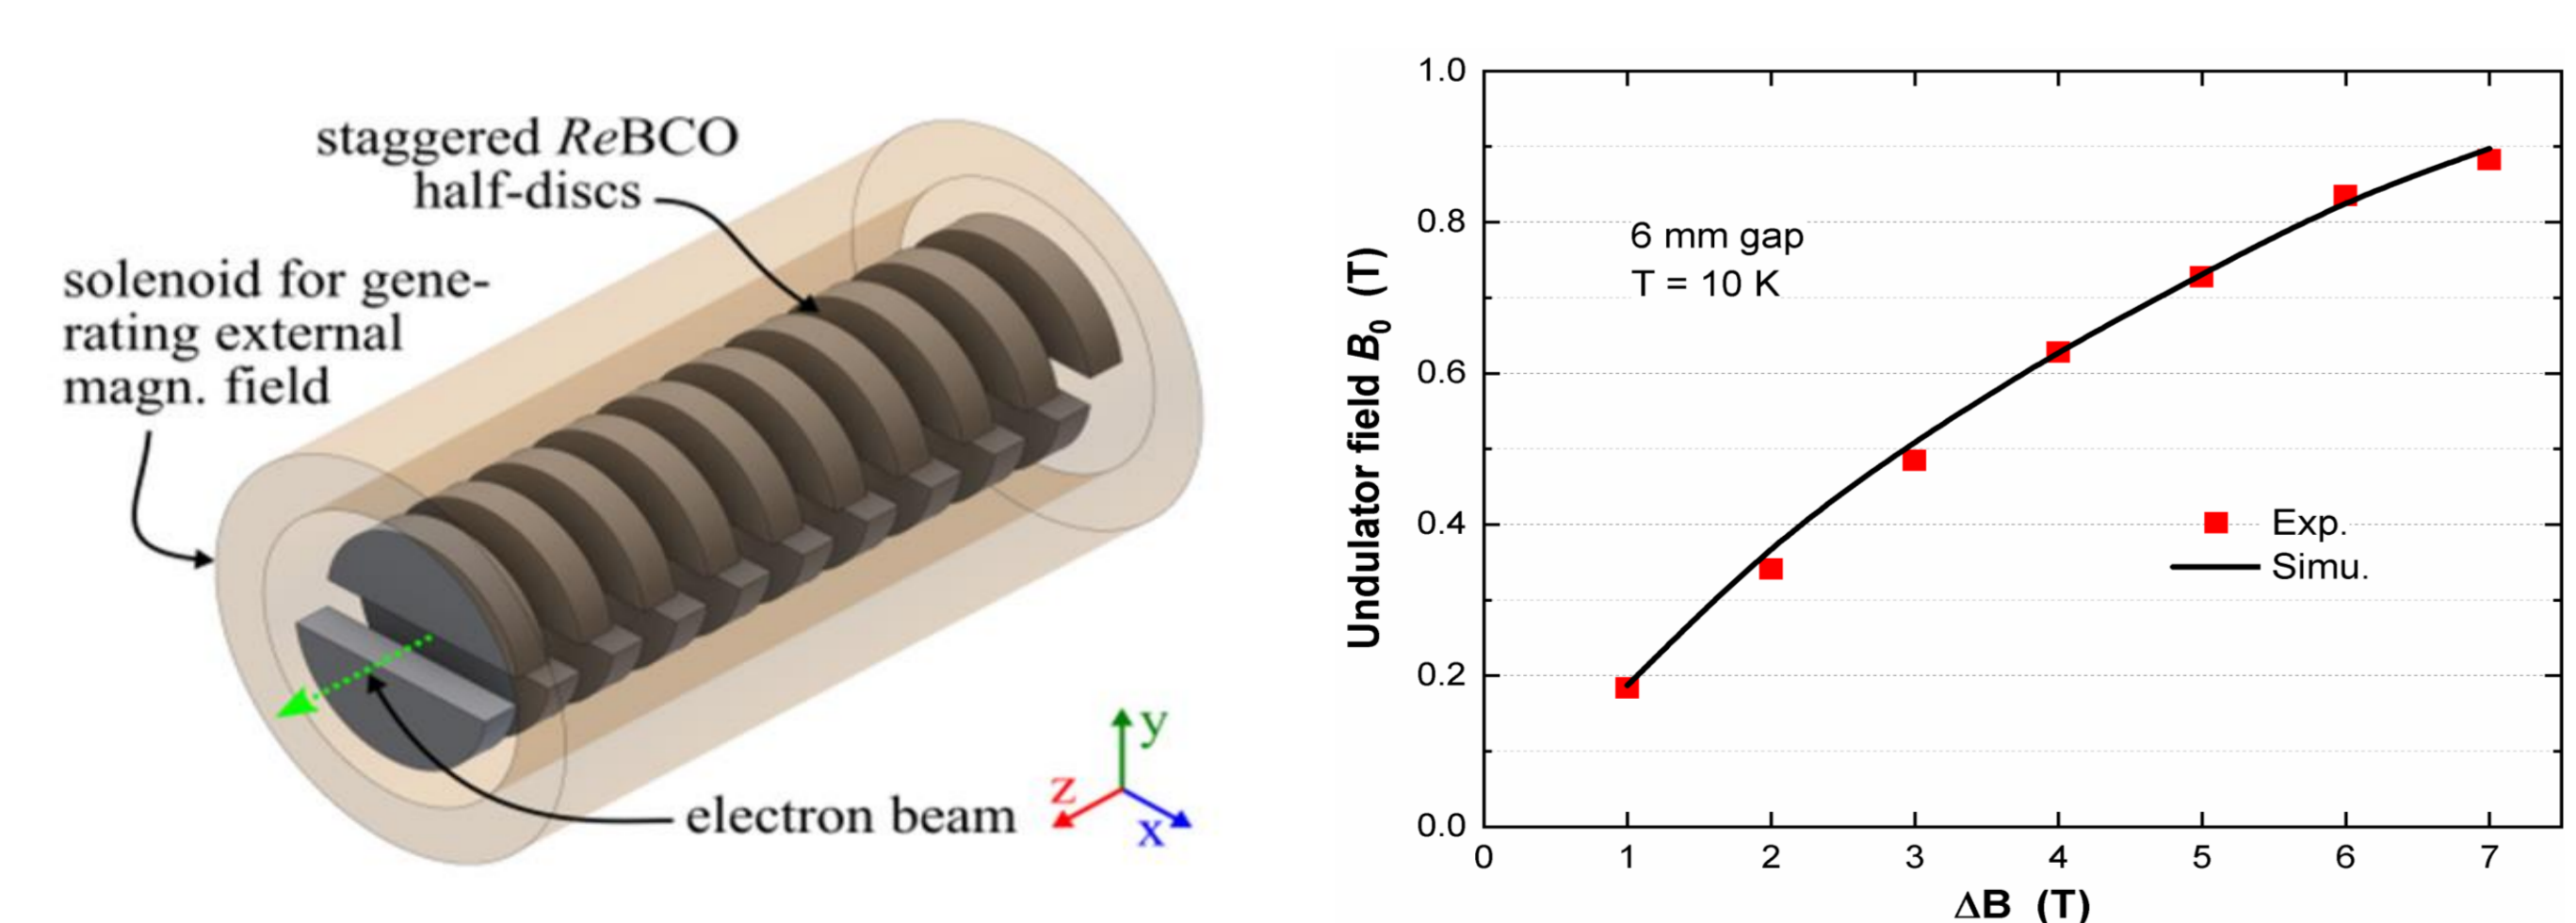 staggered ReBCO
half-discs
solenoid for gene-
rating external
magn. field
electron beam
y
z
x
1.0
0.8
0.6
0.4
0.2
0.0
Undulator field B0 (T)
6 mm gap
T = 10 K
Exp.
Simu.
0 1 2 3 4 5 6 7
ΔB (T)